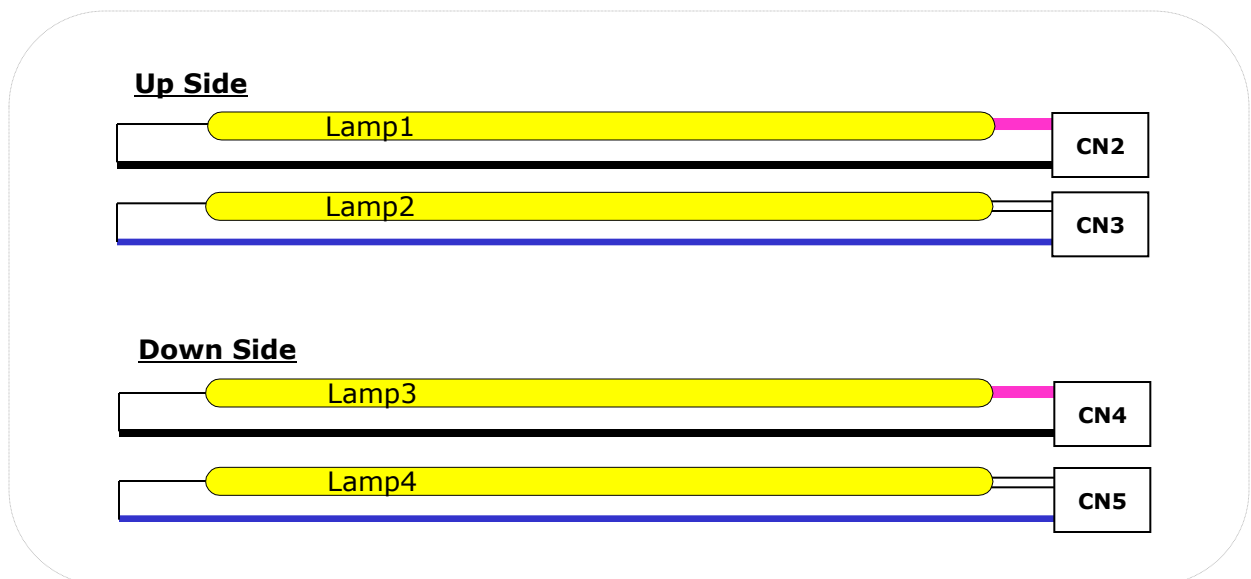 Up Side
Lamp1
CN2
Lamp2
CN3
Down Side
Lamp3
CN4
Lamp4
CN5